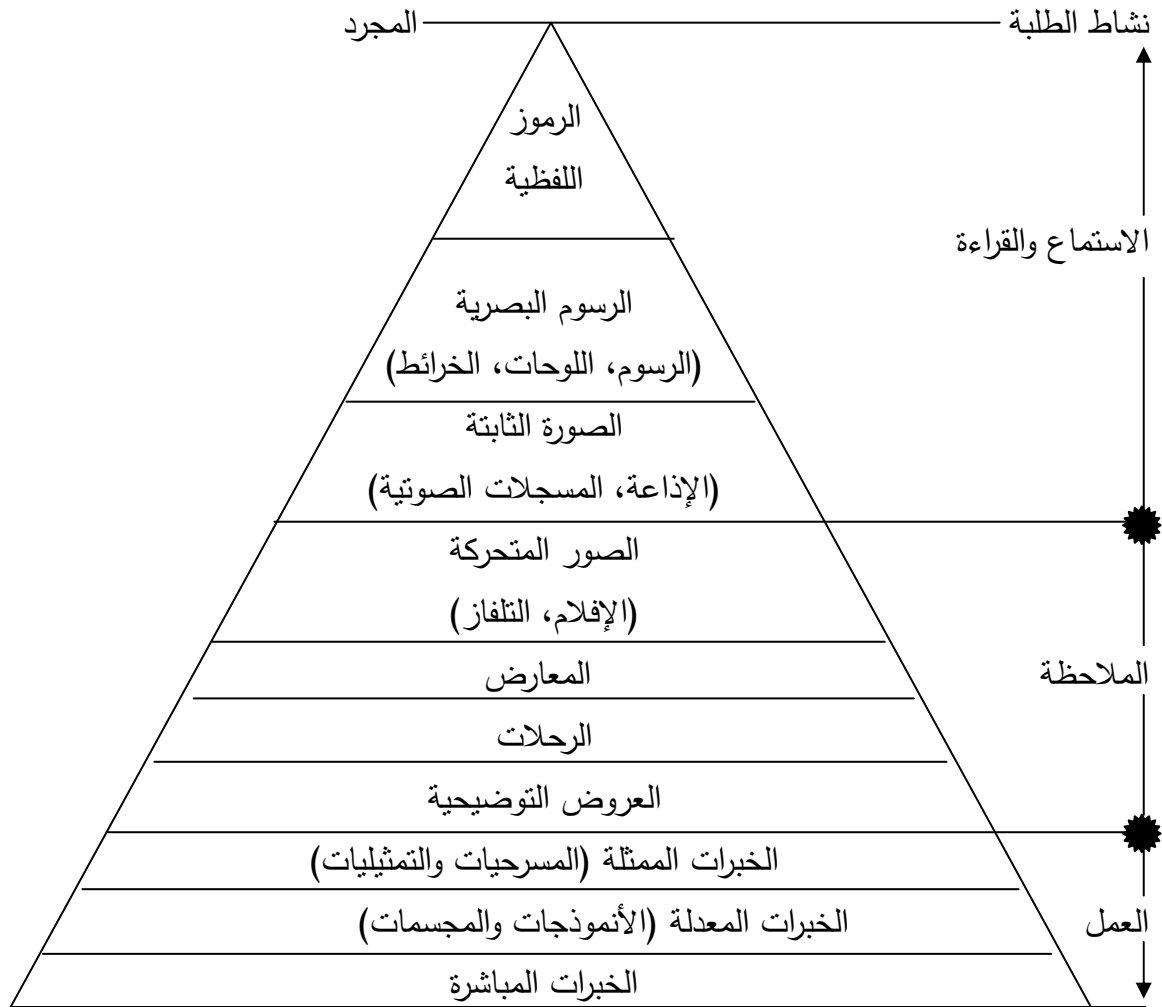 نشاط الطلبة
المجرد
الرموز
اللفظية
الاستماع والقراءة
الرسوم البصرية
(الرسوم، اللوحات، الخرائط)
الصورة الثابتة
(الإذاعة، المسجلات الصوتية)
الصور المتحركة
(الإفلام، التلفاز)
الملاحظة
المعارض
الرحلات
العروض التوضيحية
الخبرات الممثلة (المسرحيات والتمثيليات)
العمل
الخبرات المعدلة (الأنموذجات والمجسمات)
الخبرات المباشرة